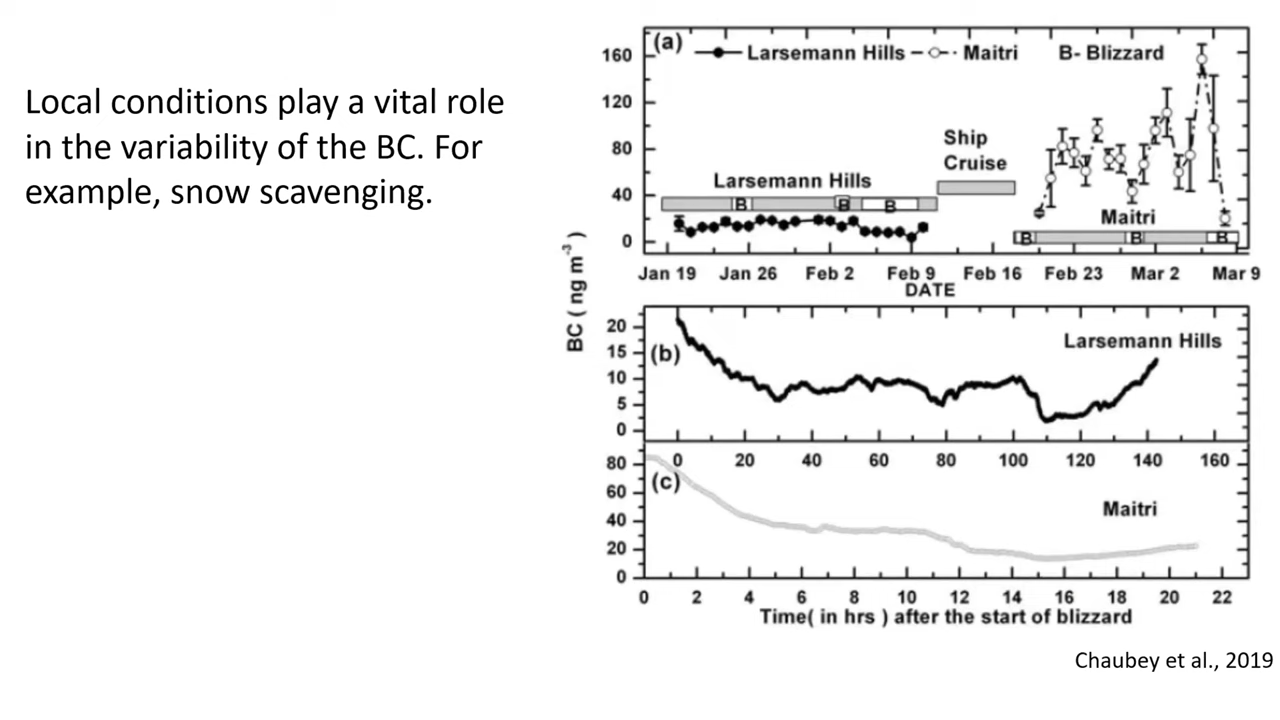 Local conditions play a vital role
in the variability of the BC. For
example, snow scavenging.
(a)
Larsemann Hills
Maitri
B- Blizzard
160
120
80
40
0
Larsemann Hills
B
B
B
Ship
Cruise
Maitri
B
B
B
Jan 19 Jan 26 Feb 2 Feb 9 Feb 16 Feb 23 Mar 2 Mar 9
DATE
BC ( ng m⁻³ )
(b)
Larsemann Hills
20
15
10
5
0
0 20 40 60 80 100 120 140 160
(c)
Maitri
80
60
40
20
0
0 2 4 6 8 10 12 14 16 18 20 22
Time( in hrs ) after the start of blizzard
Chaubey et al., 2019